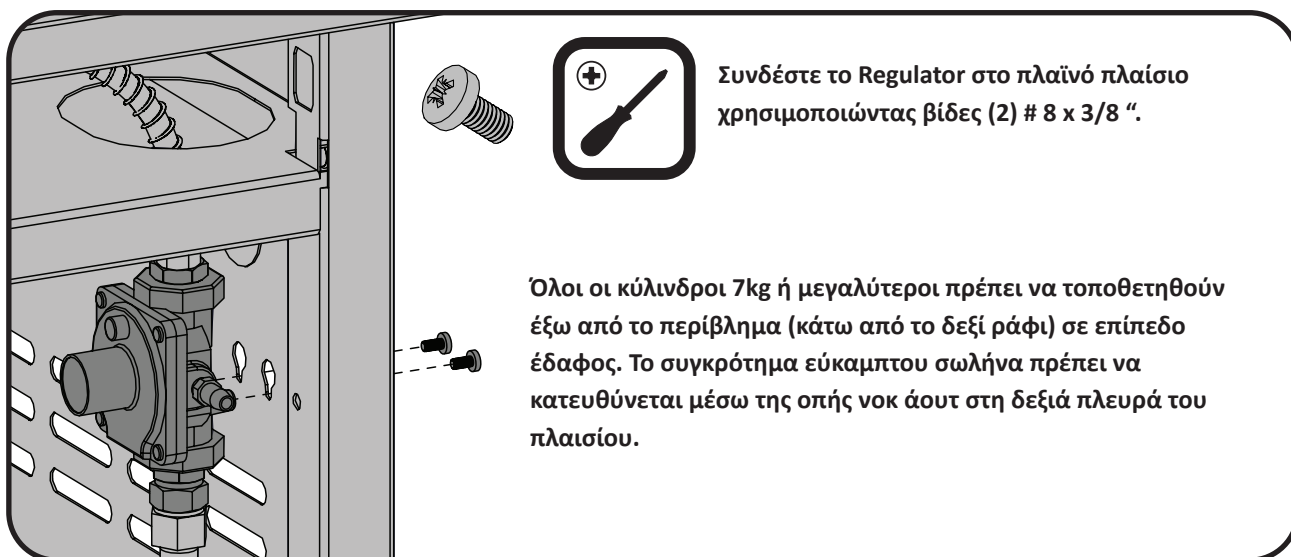 Συνδέστε το Regulator στο πλαϊνό πλαίσιο
χρησιμοποιώντας βίδες (2) # 8 x 3/8 “.
Όλοι οι κύλινδροι 7kg ή μεγαλύτεροι πρέπει να τοποθετηθούν
έξω από το περίβλημα (κάτω από το δεξί ράφι) σε επίπεδο
έδαφος. Το συγκρότημα εύκαμπτου σωλήνα πρέπει να
κατευθύνεται μέσω της οπής νοκ άουτ στη δεξιά πλευρά του
πλαισίου.